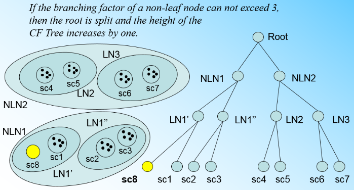 If the branching factor of a non-leaf node can not exceed 3,
then the root is split and the height of the
CF Tree increases by one.
LN3
sc4
sc5
sc6
sc7
LN2
NLN2
NLN1
LN1"
sc8
sc1
sc2
sc3
LN1'
Root
NLN1
NLN2
LN1'
LN1"
LN2
LN3
sc8
sc1
sc2
sc3
sc4
sc5
sc6
sc7